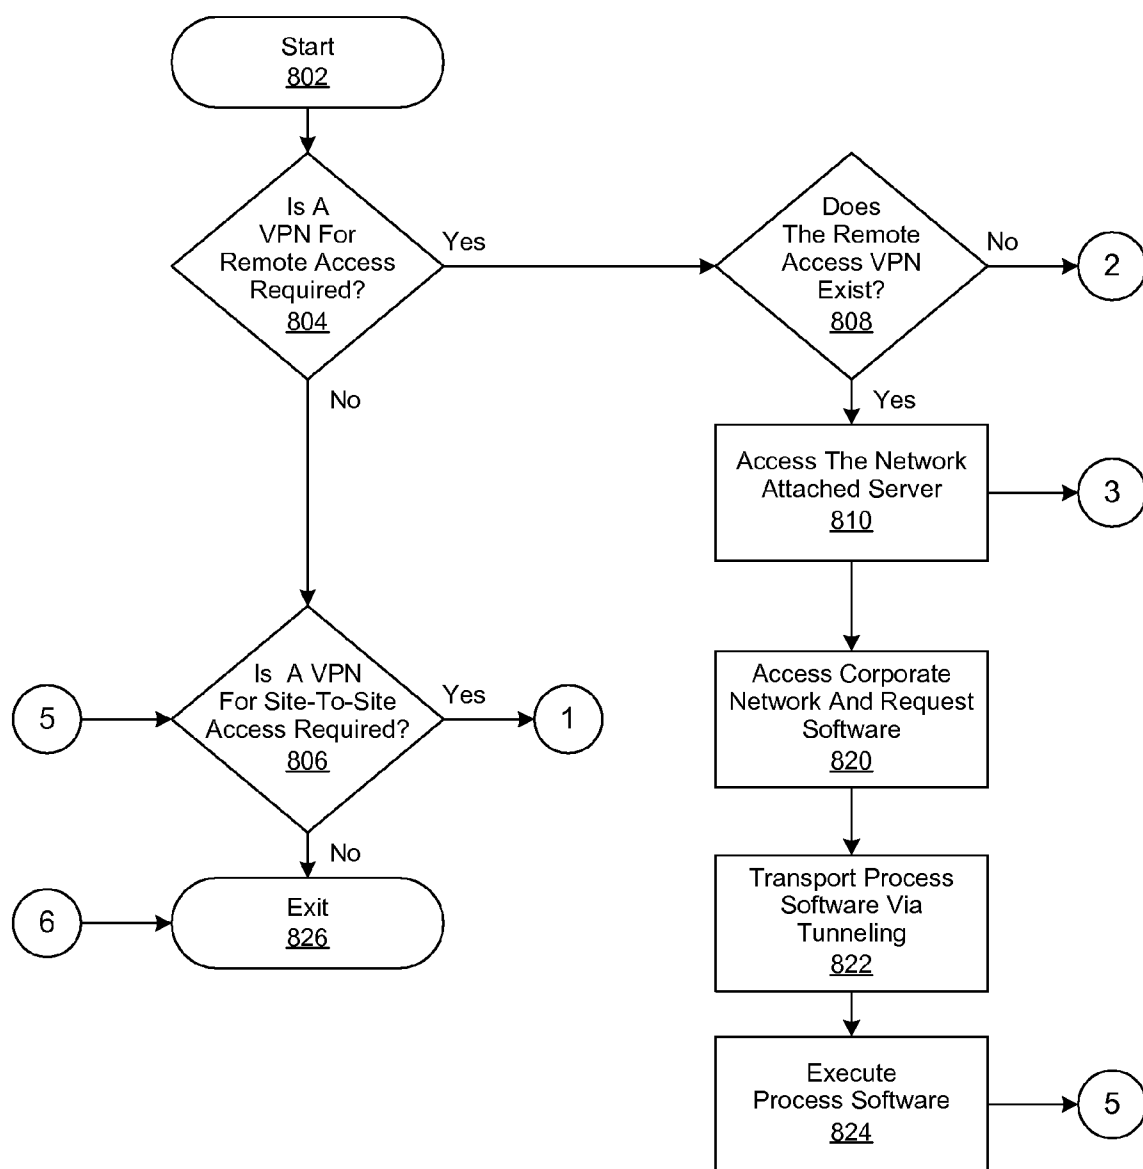 Start
802
Is A
VPN For
Remote Access
Required?
804
Yes
No
Does
The Remote
Access VPN
Exist?
808
No
2
Yes
Access The Network
Attached Server
810
3
Access Corporate
Network And Request
Software
820
5
Is A VPN
For Site-To-Site
Access Required?
806
Yes
1
No
6
Exit
826
Transport Process
Software Via
Tunneling
822
Execute
Process Software
824
5